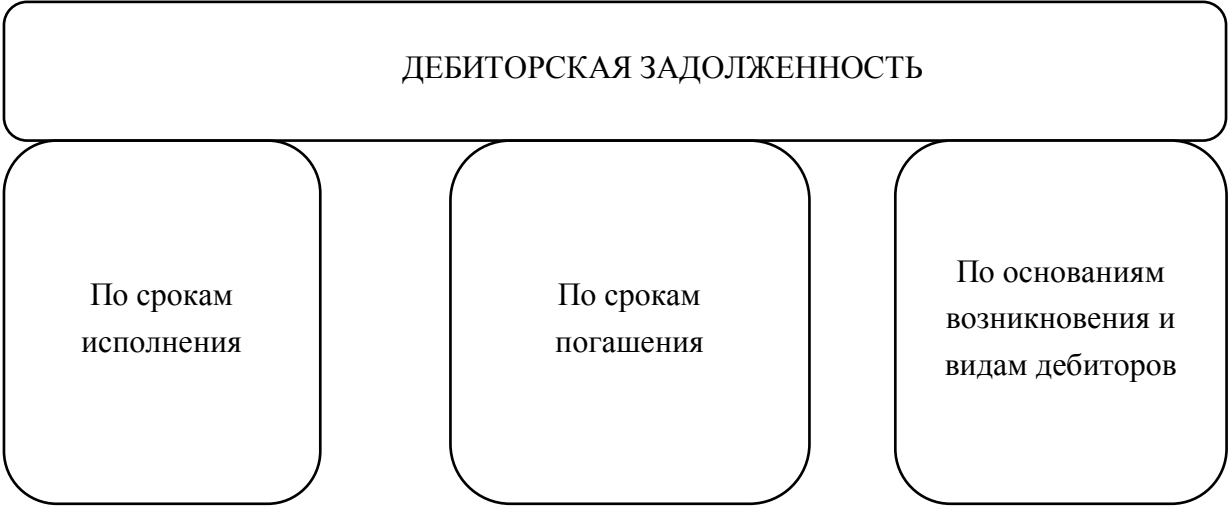 ДЕБИТОРСКАЯ ЗАДОЛЖЕННОСТЬ
По срокам
исполнения
По срокам
погашения
По основаниям
возникновения и
видам дебиторов